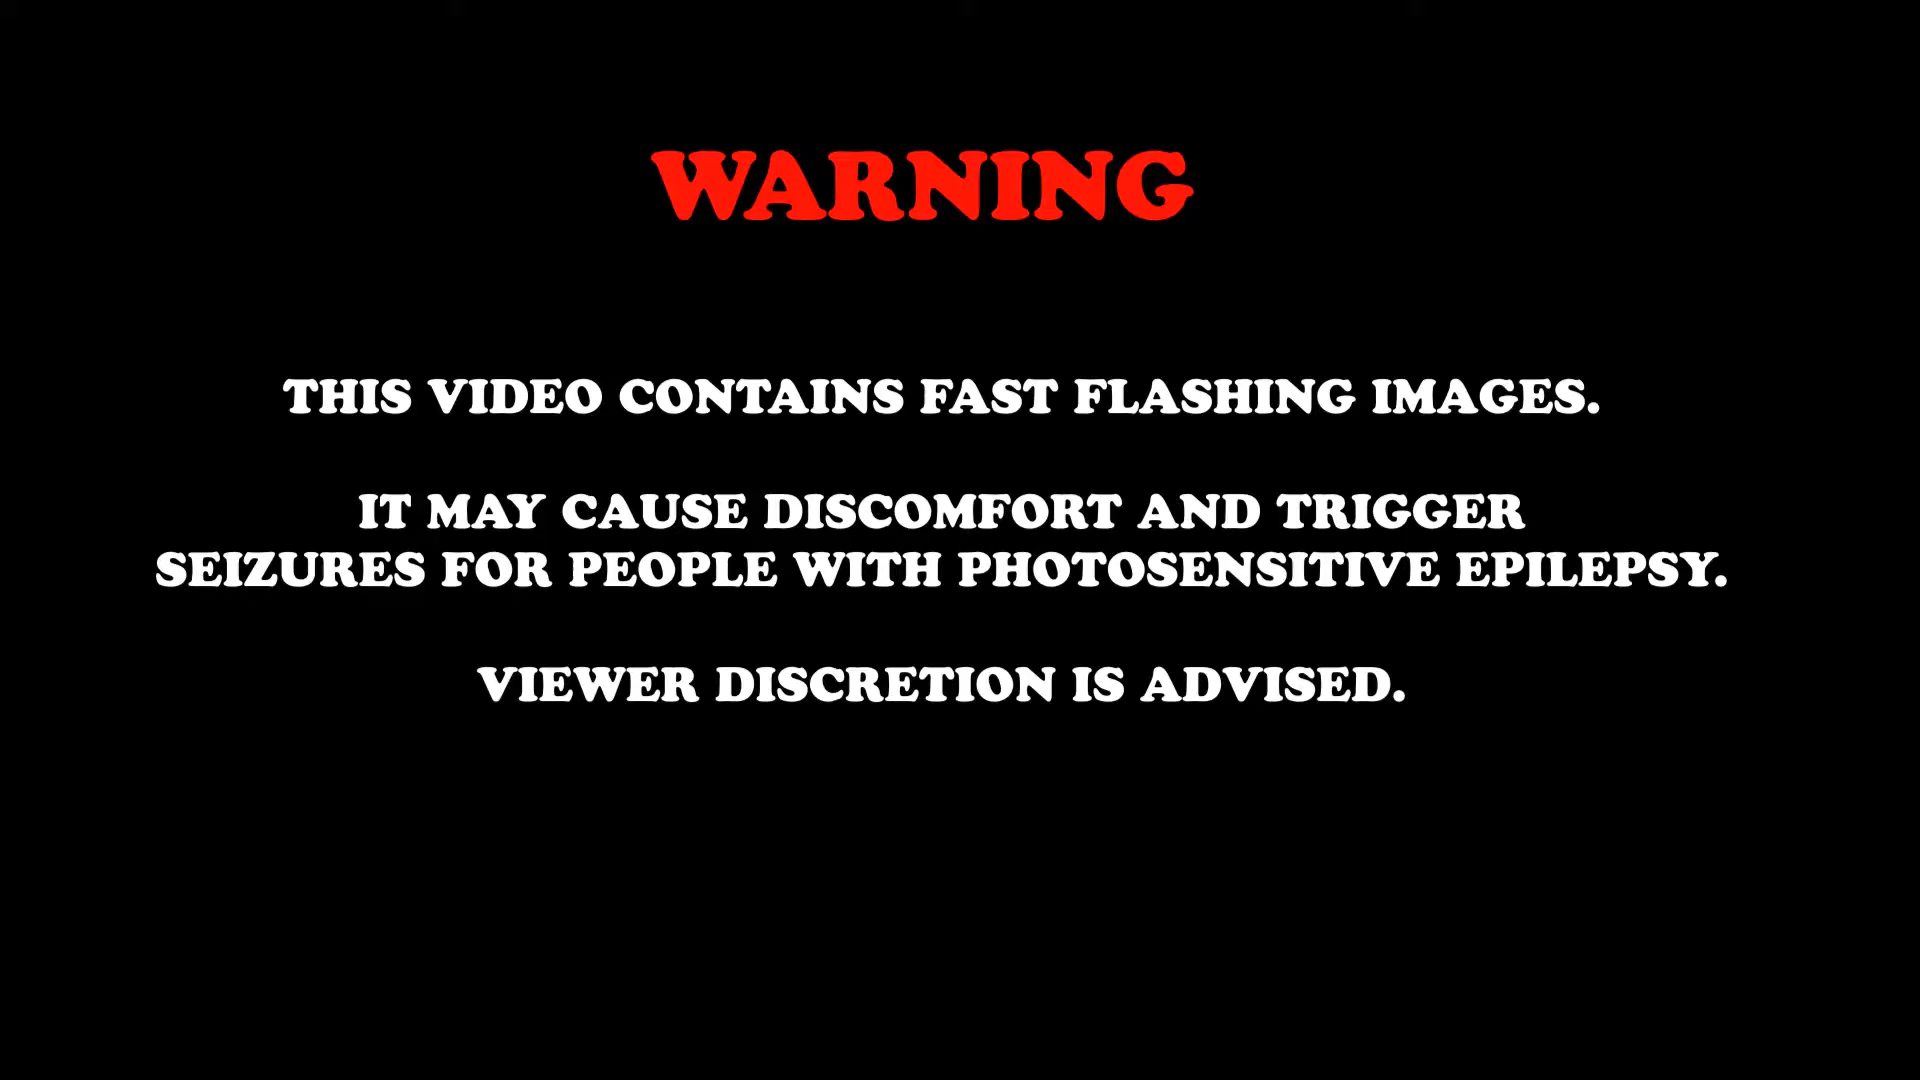 WARNING
THIS VIDEO CONTAINS FAST FLASHING IMAGES.
IT MAY CAUSE DISCOMFORT AND TRIGGER
SEIZURES FOR PEOPLE WITH PHOTOSENSITIVE EPILEPSY.
VIEWER DISCRETION IS ADVISED.